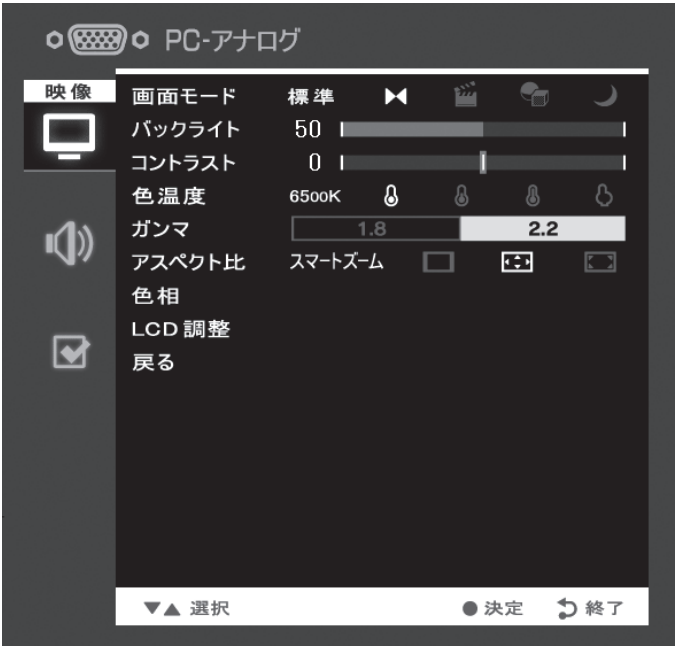 PC-アナログ
映像
画面モード 標準
バックライト 50
コントラスト 0
色温度 6500K
ガンマ 1.8 2.2
アスペクト比 スマートズーム
色相
LCD調整
戻る
▼▲ 選択 ●決定 終了